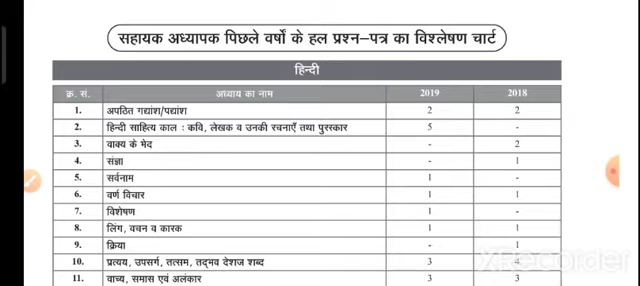 सहायक अध्यापक पिछले वर्षों के हल प्रश्न-पत्र का विश्लेषण चार्ट
हिन्दी
क्र. सं. अध्याय का नाम 2019 2018
1. अपठित गद्यांश/पद्यांश 2 2
2. हिन्दी साहित्य काल : कवि, लेखक व उनकी रचनाएँ तथा पुरस्कार 5 -
3. वाक्य के भेद - 2
4. संज्ञा - 1
5. सर्वनाम 1 -
6. वर्ण विचार 1 1
7. विशेषण 1 -
8. लिंग, वचन व कारक 1 1
9. क्रिया - 1
10. प्रत्यय, उपसर्ग, तत्सम, तद्भव देशज शब्द 3 4
11. वाच्य, समास एवं अलंकार 3 3
XRecorder